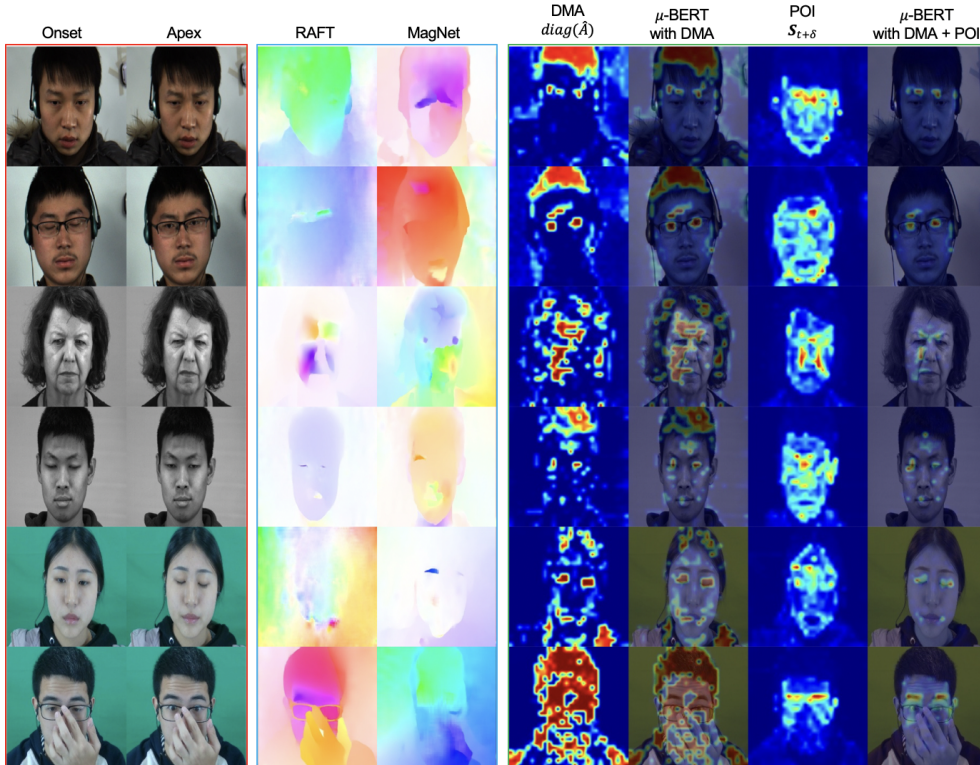 Onset
Apex
RAFT
MagNet
DMA
diag(Â)
μ-BERT
with DMA
POI
S_{t+δ}
μ-BERT
with DMA + POI